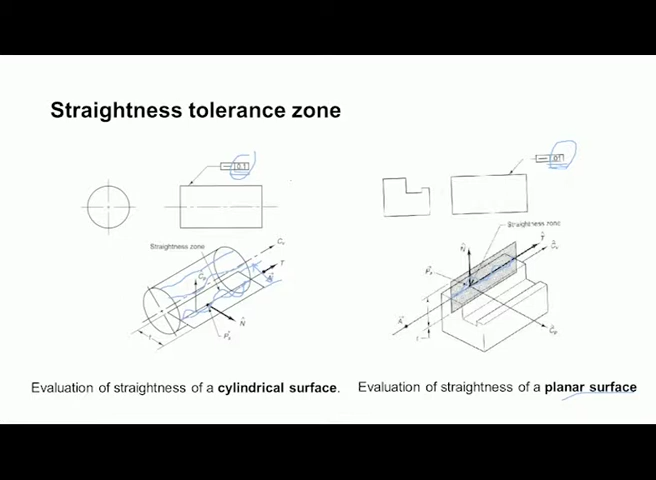 Straightness tolerance zone
0.1
Straightness zone
Straightness zone
Evaluation of straightness of a cylindrical surface.
Evaluation of straightness of a planar surface